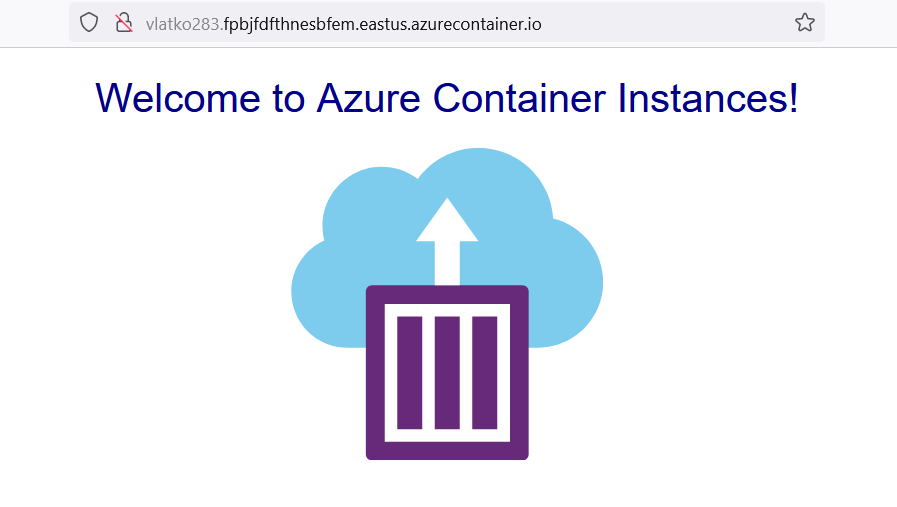 vlatko283.fpbjfdfthnesbfem.eastus.azurecontainer.io
Welcome to Azure Container Instances!